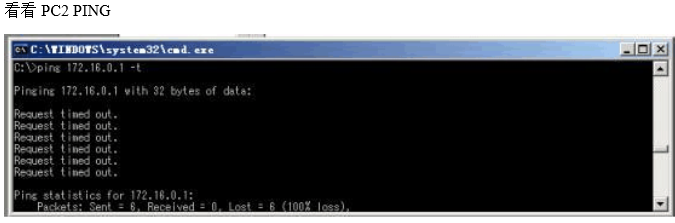 看看 PC2 PING
C:\WINDOWS\system32\cmd.exe
C:\>ping 172.16.0.1 -t
Pinging 172.16.0.1 with 32 bytes of data:
Request timed out.
Request timed out.
Request timed out.
Request timed out.
Request timed out.
Request timed out.
Ping statistics for 172.16.0.1:
Packets: Sent = 6, Received = 0, Lost = 6 (100% loss),